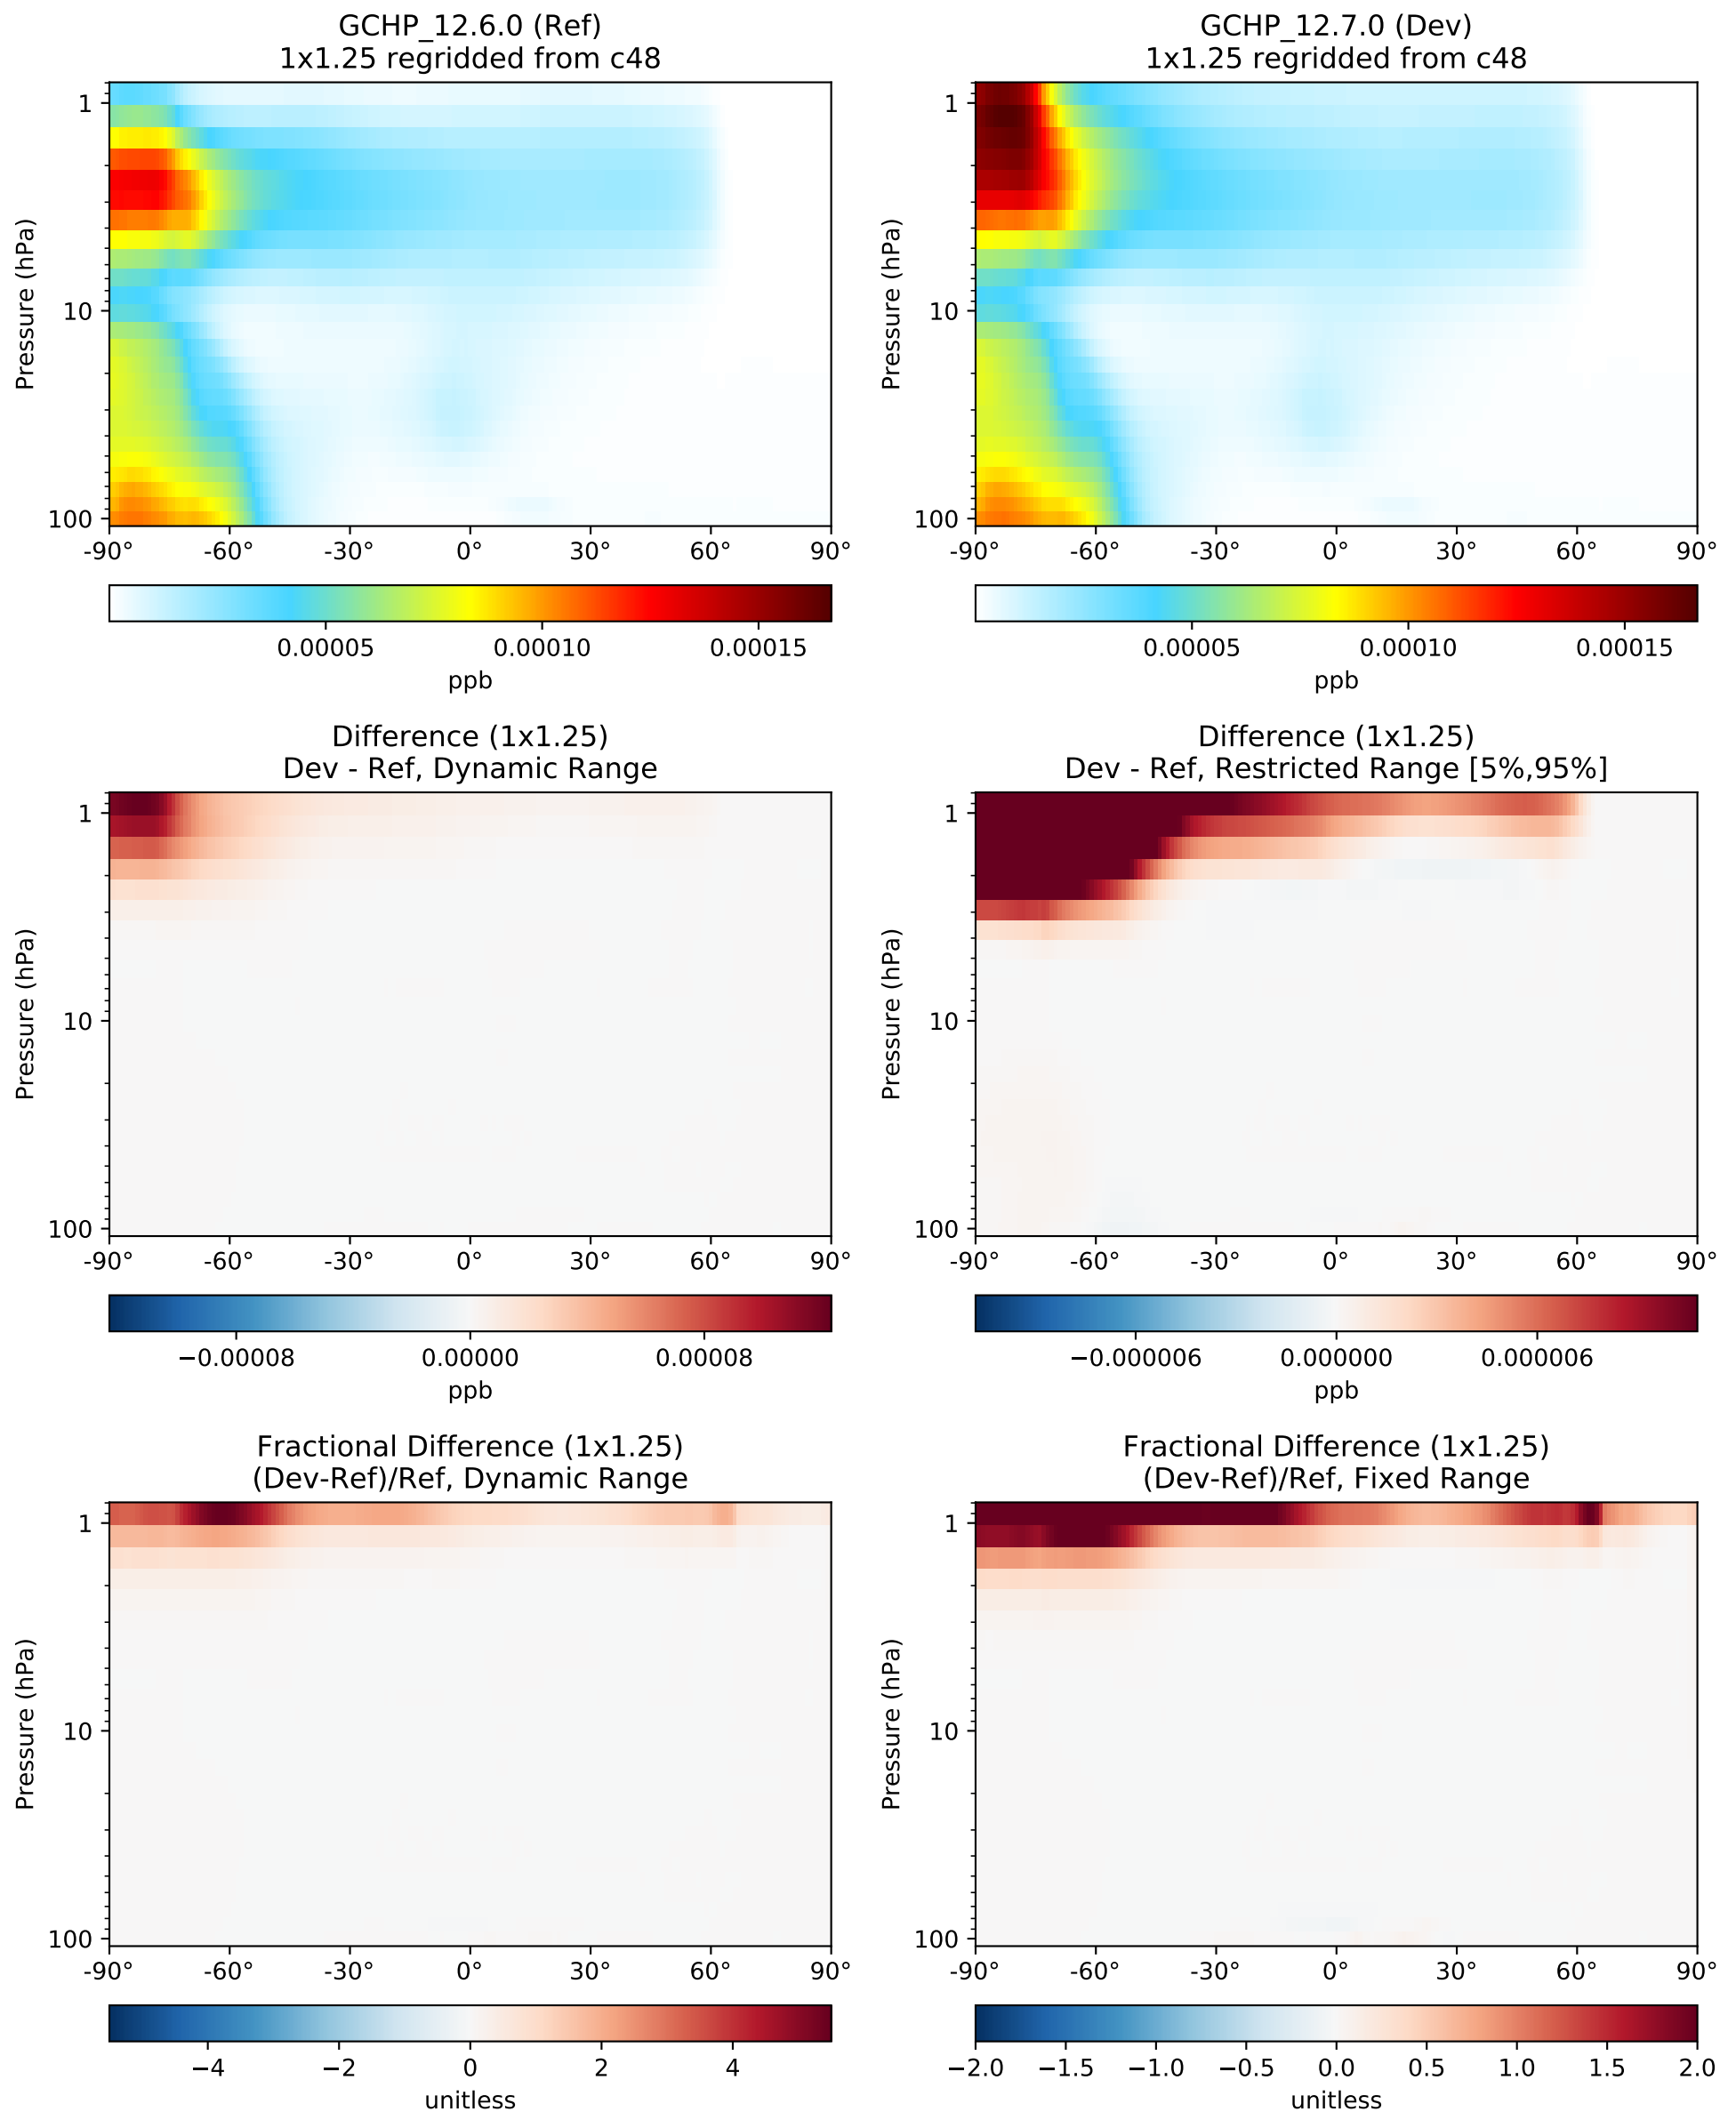 GCHP_12.6.0 (Ref)
1x1.25 regridded from c48
Pressure (hPa)
1
10
100
-90° -60° -30° 0° 30° 60° 90°
0.00005 0.00010 0.00015
ppb
GCHP_12.7.0 (Dev)
1x1.25 regridded from c48
Pressure (hPa)
1
10
100
-90° -60° -30° 0° 30° 60° 90°
0.00005 0.00010 0.00015
ppb
Difference (1x1.25)
Dev - Ref, Dynamic Range
Pressure (hPa)
1
10
100
-90° -60° -30° 0° 30° 60° 90°
−0.00008 0.00000 0.00008
ppb
Difference (1x1.25)
Dev - Ref, Restricted Range [5%,95%]
Pressure (hPa)
1
10
100
-90° -60° -30° 0° 30° 60° 90°
−0.000006 0.000000 0.000006
ppb
Fractional Difference (1x1.25)
(Dev-Ref)/Ref, Dynamic Range
Pressure (hPa)
1
10
100
-90° -60° -30° 0° 30° 60° 90°
−4 −2 0 2 4
unitless
Fractional Difference (1x1.25)
(Dev-Ref)/Ref, Fixed Range
Pressure (hPa)
1
10
100
-90° -60° -30° 0° 30° 60° 90°
−2.0 −1.5 −1.0 −0.5 0.0 0.5 1.0 1.5 2.0
unitless